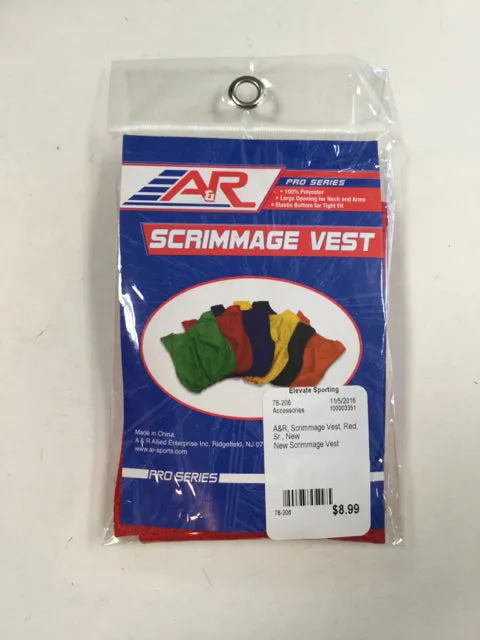 A&R
PRO SERIES
• 100% Polyester
• Large Opening for Neck and Arms
• Elastic Bottom for Tight Fit
SCRIMMAGE VEST
Elevate Sporting
78-206 11/5/2016
Accessories 100003351
A&R, Scrimmage Vest, Red,
Sr., New
New Scrimmage Vest
78-206 $8.99
Made in China
A & R Allied Enterprise Inc. Ridgefield, NJ
www.ar-sports.com
PRO SERIES